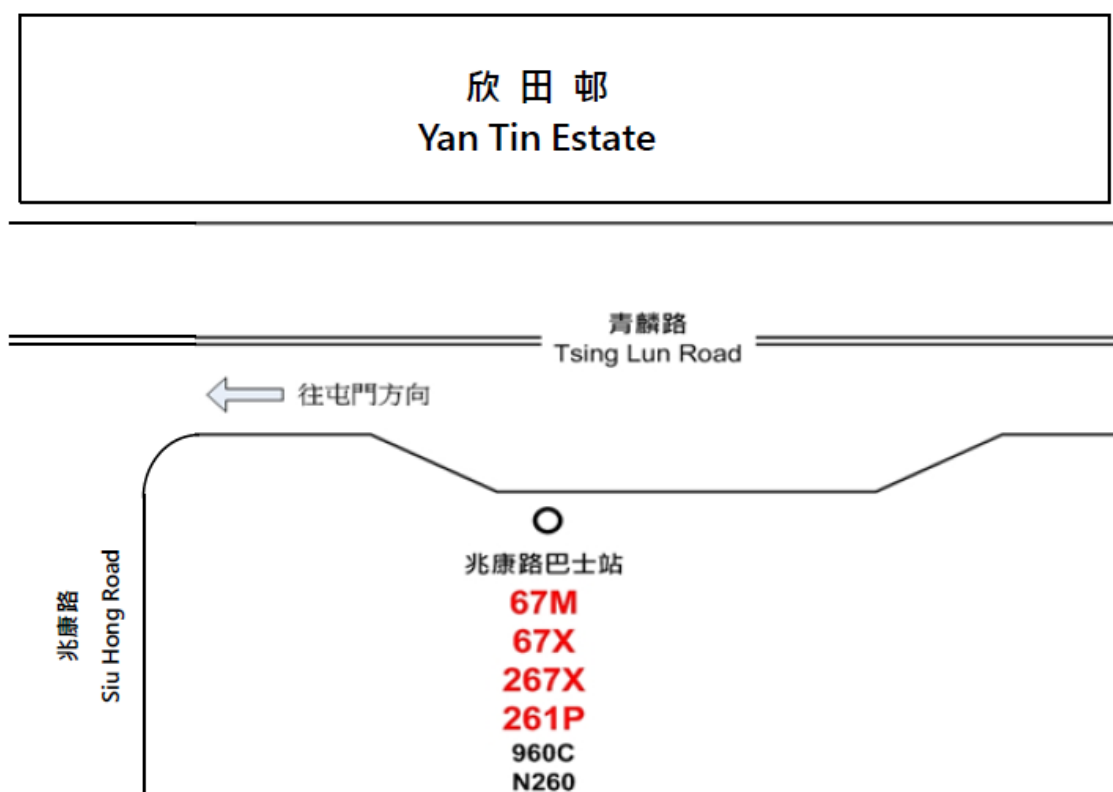 欣田邨
Yan Tin Estate
青麟路
Tsing Lun Road
往屯門方向
兆康路巴士站
67M
67X
267X
261P
960C
N260
兆康路
Siu Hong Road